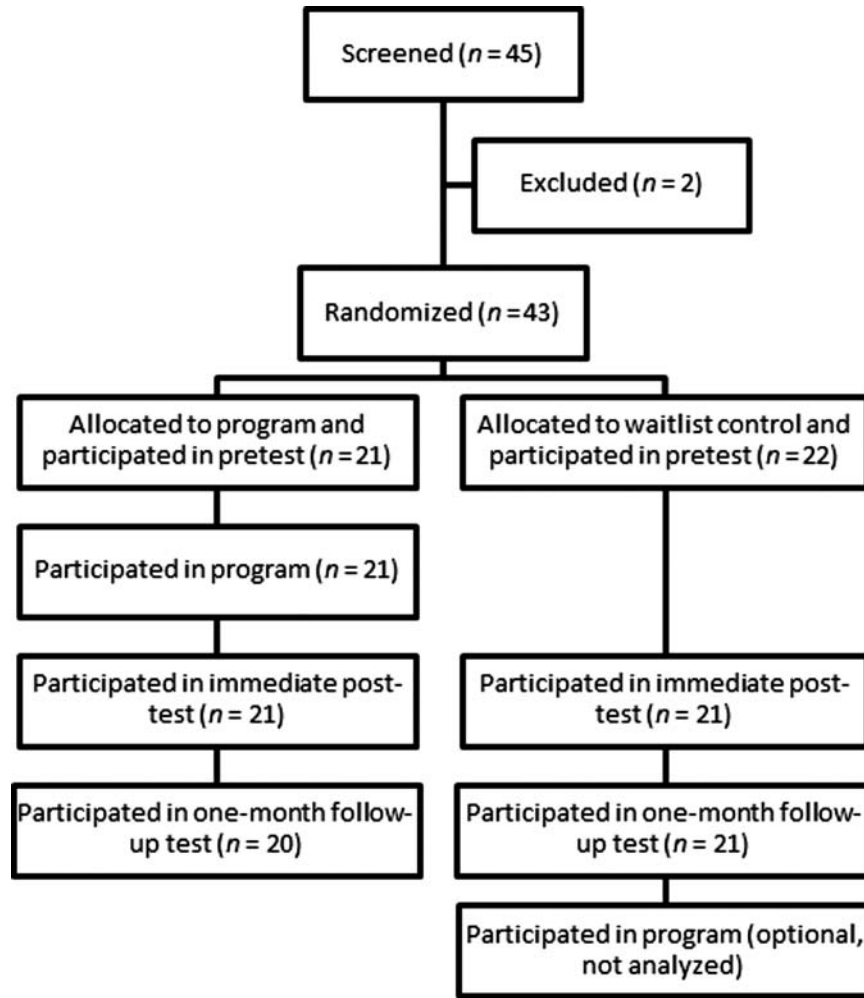 Screened (n = 45)
Excluded (n = 2)
Randomized (n =43)
Allocated to program and
participated in pretest (n = 21)
Allocated to waitlist control and
participated in pretest (n = 22)
Participated in program (n = 21)
Participated in immediate post-
test (n = 21)
Participated in immediate post-
test (n = 21)
Participated in one-month follow-
up test (n = 20)
Participated in one-month follow-
up test (n = 21)
Participated in program (optional,
not analyzed)